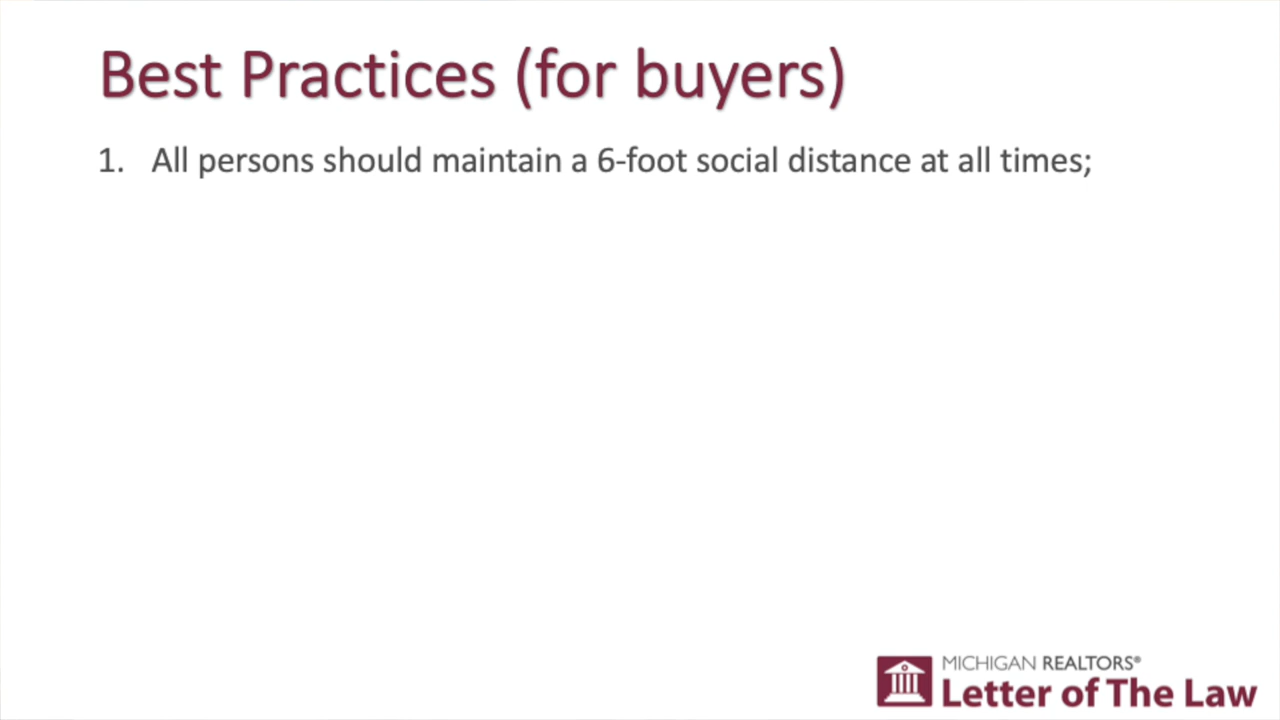 Best Practices (for buyers)
1. All persons should maintain a 6-foot social distance at all times;
MICHIGAN REALTORS®
Letter of The Law